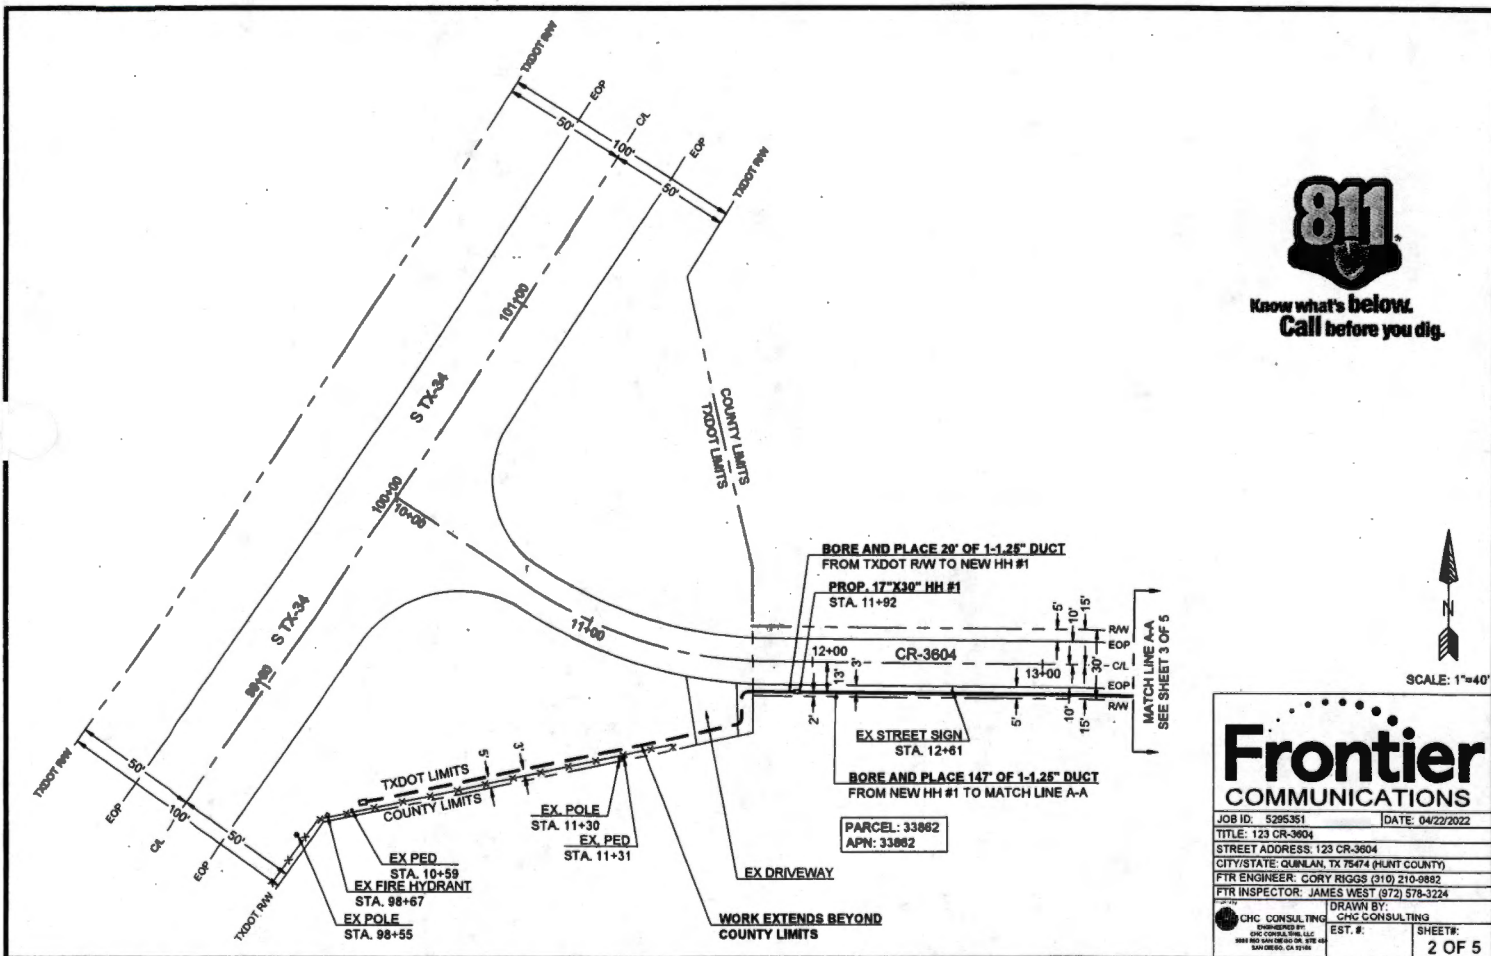 TXDOT R/W
EOP
C/L
EOP
TXDOT R/W
50'
100'
50'
101+00
S TX-34
100+00
10+00
S TX-34
99+00
11+00
COUNTY LIMITS
TXDOT LIMITS
811
Know what's below.
Call before you dig.
BORE AND PLACE 20' OF 1-1.25" DUCT
FROM TXDOT R/W TO NEW HH #1
PROP. 17"X30" HH #1
STA. 11+92
12+00
CR-3604
13+00
13'
3'
2'
5'
5'
10'
15'
30'
10'
15'
R/W
EOP
C/L
EOP
R/W
MATCH LINE A-A
SEE SHEET 3 OF 5
N
SCALE: 1"=40'
EX STREET SIGN
STA. 12+61
BORE AND PLACE 147' OF 1-1.25" DUCT
FROM NEW HH #1 TO MATCH LINE A-A
PARCEL: 33862
APN: 33862
TXDOT LIMITS
COUNTY LIMITS
5'
3'
EX. POLE
STA. 11+30
EX. PED
STA. 11+31
EX DRIVEWAY
WORK EXTENDS BEYOND
COUNTY LIMITS
EX PED
STA. 10+59
EX FIRE HYDRANT
STA. 98+67
EX POLE
STA. 98+55
TXDOT R/W
EOP
C/L
EOP
TXDOT R/W
50'
100'
50'
Frontier
COMMUNICATIONS
JOB ID: 5295351
DATE: 04/22/2022
TITLE: 123 CR-3604
STREET ADDRESS: 123 CR-3604
CITY/STATE: QUINLAN, TX 75474 (HUNT COUNTY)
FTR ENGINEER: CORY RIGGS (310) 210-9882
FTR INSPECTOR: JAMES WEST (972) 578-3224
CHC CONSULTING
ENGINEERED BY:
CHC CONSULTING, LLC
SAN DIEGO, CA
DRAWN BY:
CHC CONSULTING
EST. #:
SHEET#:
2 OF 5